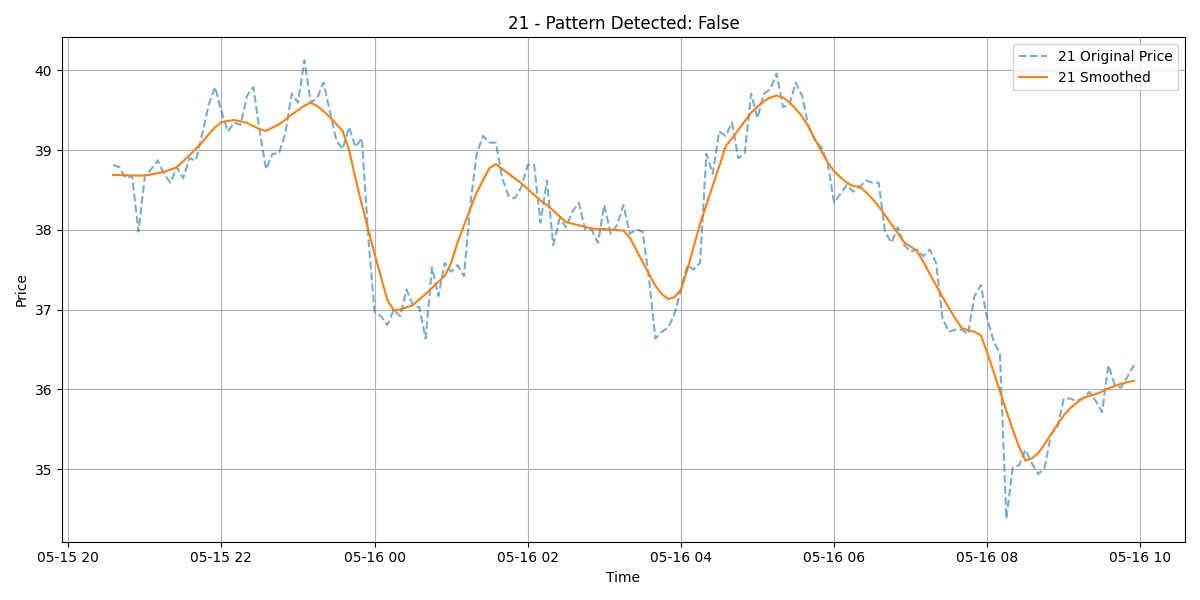 21 - Pattern Detected: False
21 Original Price
21 Smoothed
Price
40
39
38
37
36
35
05-15 20
05-15 22
05-16 00
05-16 02
05-16 04
05-16 06
05-16 08
05-16 10
Time